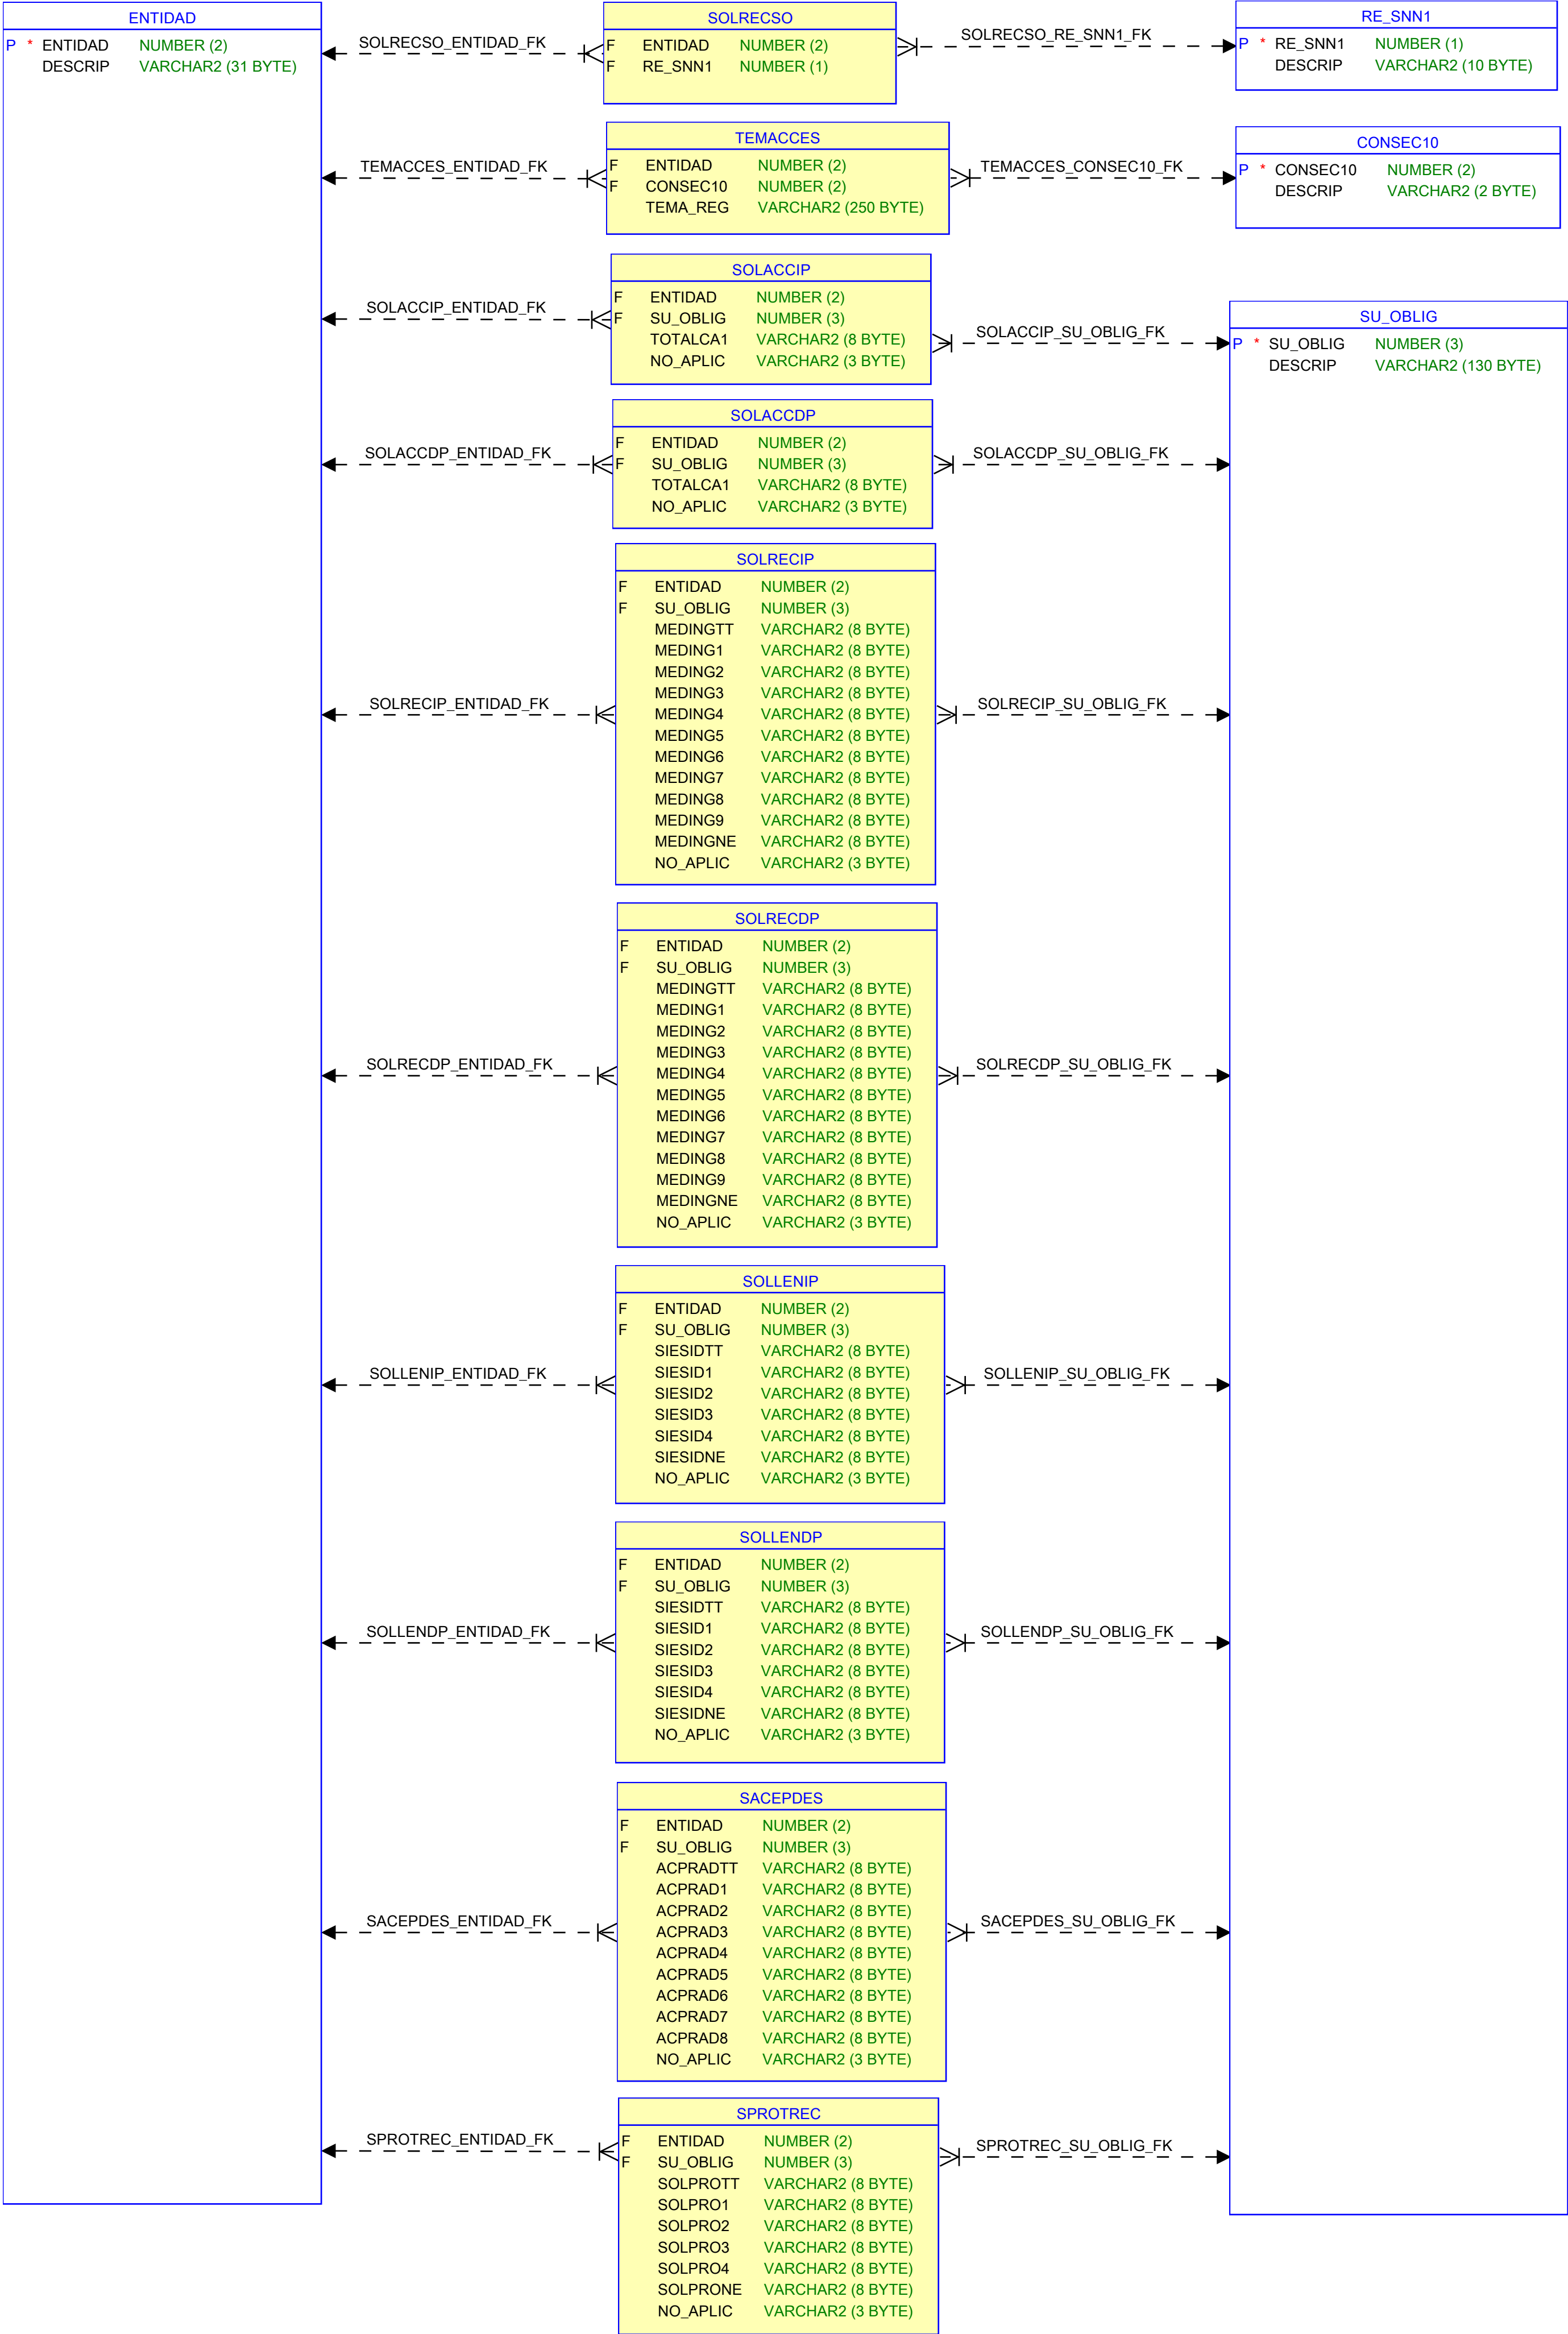 ENTIDAD
P * ENTIDAD NUMBER (2)
DESCRIP VARCHAR2 (31 BYTE)
SOLRECSO_ENTIDAD_FK
SOLRECSO
F ENTIDAD NUMBER (2)
F RE_SNN1 NUMBER (1)
SOLRECSO_RE_SNN1_FK
RE_SNN1
P * RE_SNN1 NUMBER (1)
DESCRIP VARCHAR2 (10 BYTE)
TEMACCES_ENTIDAD_FK
TEMACCES
F ENTIDAD NUMBER (2)
F CONSEC10 NUMBER (2)
TEMA_REG VARCHAR2 (250 BYTE)
TEMACCES_CONSEC10_FK
CONSEC10
P * CONSEC10 NUMBER (2)
DESCRIP VARCHAR2 (2 BYTE)
SOLACCIP_ENTIDAD_FK
SOLACCIP
F ENTIDAD NUMBER (2)
F SU_OBLIG NUMBER (3)
TOTALCA1 VARCHAR2 (8 BYTE)
NO_APLIC VARCHAR2 (3 BYTE)
SOLACCIP_SU_OBLIG_FK
SU_OBLIG
P * SU_OBLIG NUMBER (3)
DESCRIP VARCHAR2 (130 BYTE)
SOLACCDP_ENTIDAD_FK
SOLACCDP
F ENTIDAD NUMBER (2)
F SU_OBLIG NUMBER (3)
TOTALCA1 VARCHAR2 (8 BYTE)
NO_APLIC VARCHAR2 (3 BYTE)
SOLACCDP_SU_OBLIG_FK
SOLRECIP_ENTIDAD_FK
SOLRECIP
F ENTIDAD NUMBER (2)
F SU_OBLIG NUMBER (3)
MEDINGTT VARCHAR2 (8 BYTE)
MEDING1 VARCHAR2 (8 BYTE)
MEDING2 VARCHAR2 (8 BYTE)
MEDING3 VARCHAR2 (8 BYTE)
MEDING4 VARCHAR2 (8 BYTE)
MEDING5 VARCHAR2 (8 BYTE)
MEDING6 VARCHAR2 (8 BYTE)
MEDING7 VARCHAR2 (8 BYTE)
MEDING8 VARCHAR2 (8 BYTE)
MEDING9 VARCHAR2 (8 BYTE)
MEDINGNE VARCHAR2 (8 BYTE)
NO_APLIC VARCHAR2 (3 BYTE)
SOLRECIP_SU_OBLIG_FK
SOLRECDP_ENTIDAD_FK
SOLRECDP
F ENTIDAD NUMBER (2)
F SU_OBLIG NUMBER (3)
MEDINGTT VARCHAR2 (8 BYTE)
MEDING1 VARCHAR2 (8 BYTE)
MEDING2 VARCHAR2 (8 BYTE)
MEDING3 VARCHAR2 (8 BYTE)
MEDING4 VARCHAR2 (8 BYTE)
MEDING5 VARCHAR2 (8 BYTE)
MEDING6 VARCHAR2 (8 BYTE)
MEDING7 VARCHAR2 (8 BYTE)
MEDING8 VARCHAR2 (8 BYTE)
MEDING9 VARCHAR2 (8 BYTE)
MEDINGNE VARCHAR2 (8 BYTE)
NO_APLIC VARCHAR2 (3 BYTE)
SOLRECDP_SU_OBLIG_FK
SOLLENIP_ENTIDAD_FK
SOLLENIP
F ENTIDAD NUMBER (2)
F SU_OBLIG NUMBER (3)
SIESIDTT VARCHAR2 (8 BYTE)
SIESID1 VARCHAR2 (8 BYTE)
SIESID2 VARCHAR2 (8 BYTE)
SIESID3 VARCHAR2 (8 BYTE)
SIESID4 VARCHAR2 (8 BYTE)
SIESIDNE VARCHAR2 (8 BYTE)
NO_APLIC VARCHAR2 (3 BYTE)
SOLLENIP_SU_OBLIG_FK
SOLLENDP_ENTIDAD_FK
SOLLENDP
F ENTIDAD NUMBER (2)
F SU_OBLIG NUMBER (3)
SIESIDTT VARCHAR2 (8 BYTE)
SIESID1 VARCHAR2 (8 BYTE)
SIESID2 VARCHAR2 (8 BYTE)
SIESID3 VARCHAR2 (8 BYTE)
SIESID4 VARCHAR2 (8 BYTE)
SIESIDNE VARCHAR2 (8 BYTE)
NO_APLIC VARCHAR2 (3 BYTE)
SOLLENDP_SU_OBLIG_FK
SACEPDES_ENTIDAD_FK
SACEPDES
F ENTIDAD NUMBER (2)
F SU_OBLIG NUMBER (3)
ACPRADTT VARCHAR2 (8 BYTE)
ACPRAD1 VARCHAR2 (8 BYTE)
ACPRAD2 VARCHAR2 (8 BYTE)
ACPRAD3 VARCHAR2 (8 BYTE)
ACPRAD4 VARCHAR2 (8 BYTE)
ACPRAD5 VARCHAR2 (8 BYTE)
ACPRAD6 VARCHAR2 (8 BYTE)
ACPRAD7 VARCHAR2 (8 BYTE)
ACPRAD8 VARCHAR2 (8 BYTE)
NO_APLIC VARCHAR2 (3 BYTE)
SACEPDES_SU_OBLIG_FK
SPROTREC_ENTIDAD_FK
SPROTREC
F ENTIDAD NUMBER (2)
F SU_OBLIG NUMBER (3)
SOLPROTT VARCHAR2 (8 BYTE)
SOLPRO1 VARCHAR2 (8 BYTE)
SOLPRO2 VARCHAR2 (8 BYTE)
SOLPRO3 VARCHAR2 (8 BYTE)
SOLPRO4 VARCHAR2 (8 BYTE)
SOLPRONE VARCHAR2 (8 BYTE)
NO_APLIC VARCHAR2 (3 BYTE)
SPROTREC_SU_OBLIG_FK